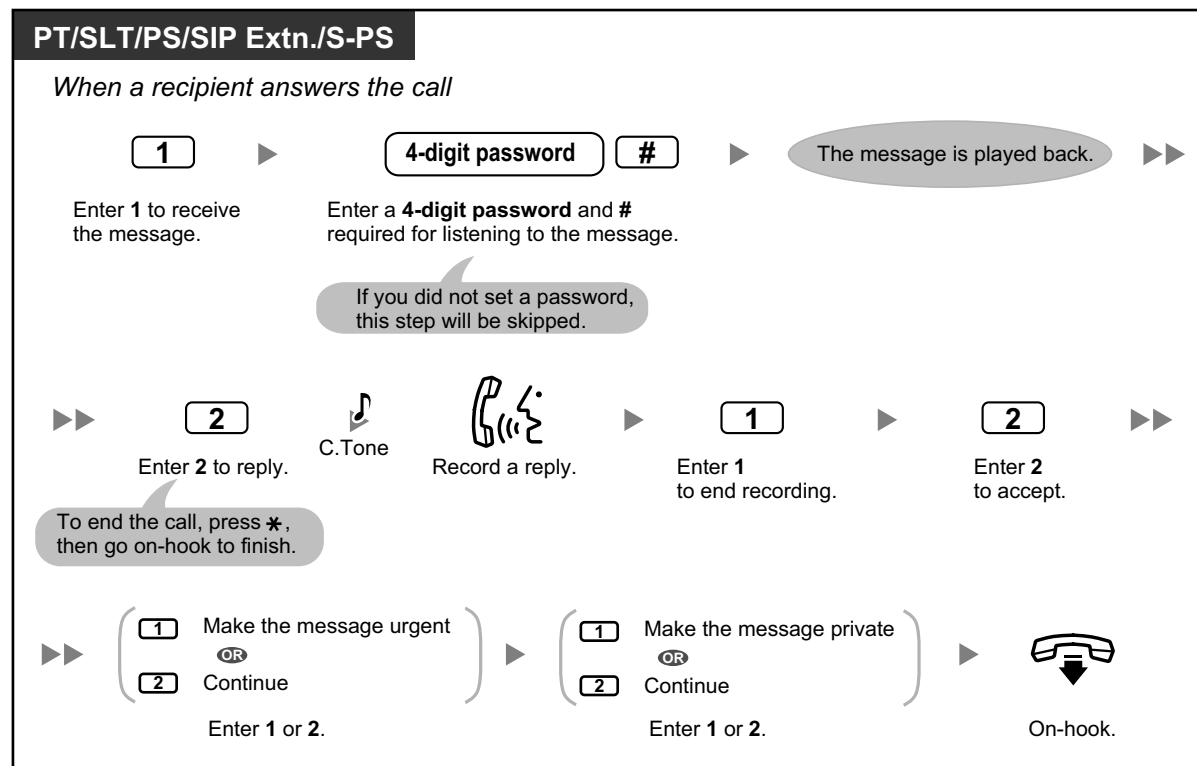 PT/SLT/PS/SIP Extn./S-PS
When a recipient answers the call
1
4-digit password
#
The message is played back.
Enter 1 to receive
the message.
Enter a 4-digit password and #
required for listening to the message.
If you did not set a password,
this step will be skipped.
2
C.Tone
1
2
Enter 2 to reply.
Record a reply.
Enter 1
to end recording.
Enter 2
to accept.
To end the call, press *,
then go on-hook to finish.
1 Make the message urgent
OR
2 Continue
Enter 1 or 2.
1 Make the message private
OR
2 Continue
Enter 1 or 2.
On-hook.